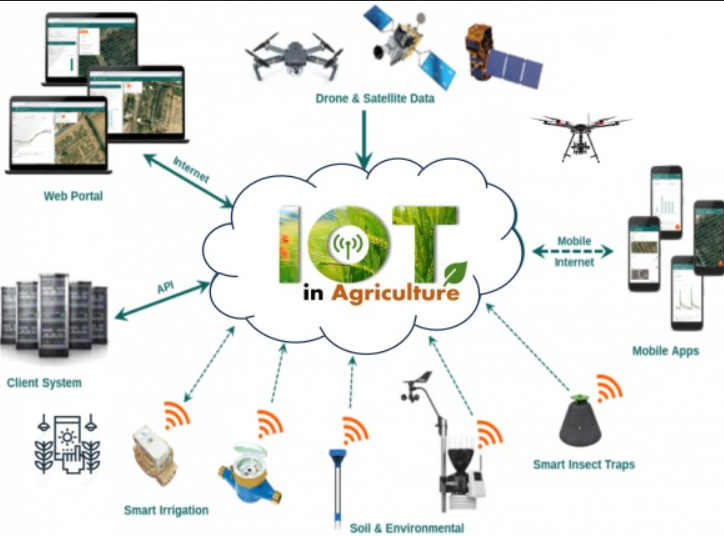 Drone & Satellite Data
Internet
Web Portal
Mobile
Internet
IOT
in Agriculture
API
Mobile Apps
Client System
Smart Insect Traps
Smart Irrigation
Soil & Environmental